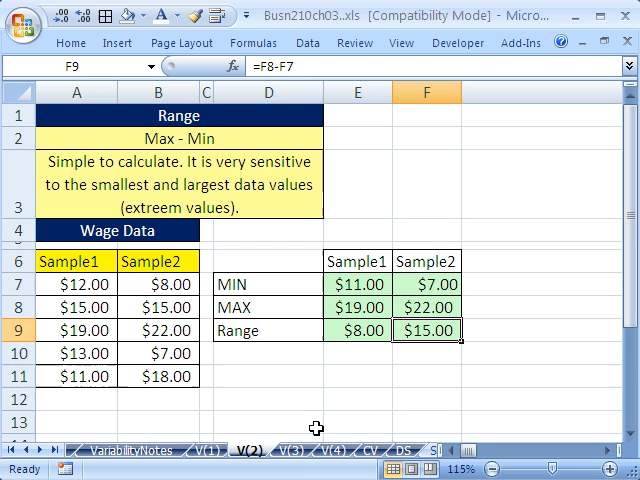 Busn210ch03..xls [Compatibility Mode] - Micro...
Home Insert Page Layout Formulas Data Review View Developer Add-Ins
F9 fx =F8-F7
A B C D E F
1 Range
2 Max - Min
Simple to calculate. It is very sensitive
to the smallest and largest data values
3 (extreem values).
4 Wage Data
5
6 Sample1 Sample2 Sample1 Sample2
7 $12.00 $8.00 MIN $11.00 $7.00
8 $15.00 $15.00 MAX $19.00 $22.00
9 $19.00 $22.00 Range $8.00 $15.00
10 $13.00 $7.00
11 $11.00 $18.00
12
13
VariabilityNotes V(1) V(2) V(3) V(4) CV DS S
Ready 115%